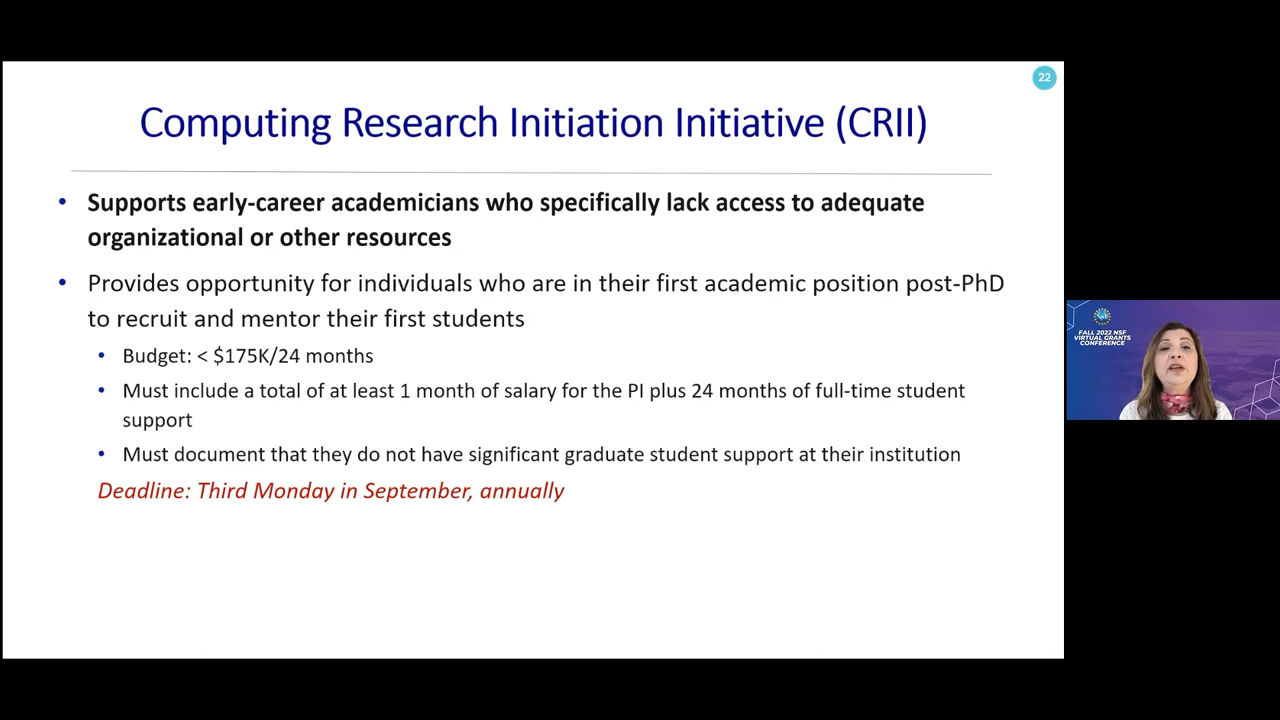 22
Computing Research Initiation Initiative (CRII)
• Supports early-career academicians who specifically lack access to adequate
organizational or other resources
• Provides opportunity for individuals who are in their first academic position post-PhD
to recruit and mentor their first students
• Budget: < $175K/24 months
• Must include a total of at least 1 month of salary for the PI plus 24 months of full-time student
support
• Must document that they do not have significant graduate student support at their institution
Deadline: Third Monday in September, annually
FALL 2022 NSF
VIRTUAL GRANTS
CONFERENCE